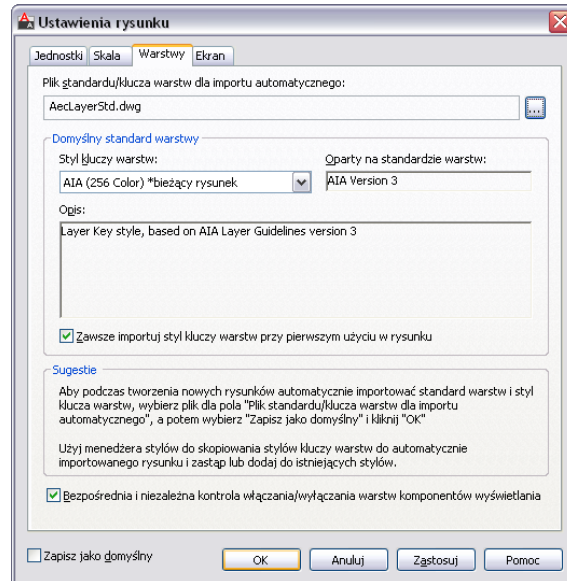 Ustawienia rysunku
Jednostki Skala Warstwy Ekran
Plik standardu/klucza warstw dla importu automatycznego:
AecLayerStd.dwg ...
Domyślny standard warstwy
Styl kluczy warstw: Oparty na standardzie warstw:
AIA (256 Color) *bieżący rysunek AIA Version 3
Opis:
Layer Key style, based on AIA Layer Guidelines version 3
Zawsze importuj styl kluczy warstw przy pierwszym użyciu w rysunku
Sugestie
Aby podczas tworzenia nowych rysunków automatycznie importować standard warstw i styl
klucza warstw, wybierz plik dla pola "Plik standardu/klucza warstw dla importu
automatycznego", a potem wybierz "Zapisz jako domyślny" i kliknij "OK"
Użyj menedżera stylów do skopiowania stylów kluczy warstw do automatycznie
importowanego rysunku i zastąp lub dodaj do istniejących stylów.
Bezpośrednia i niezależna kontrola włączania/wyłączania warstw komponentów wyświetlania
Zapisz jako domyślny OK Anuluj Zastosuj Pomoc